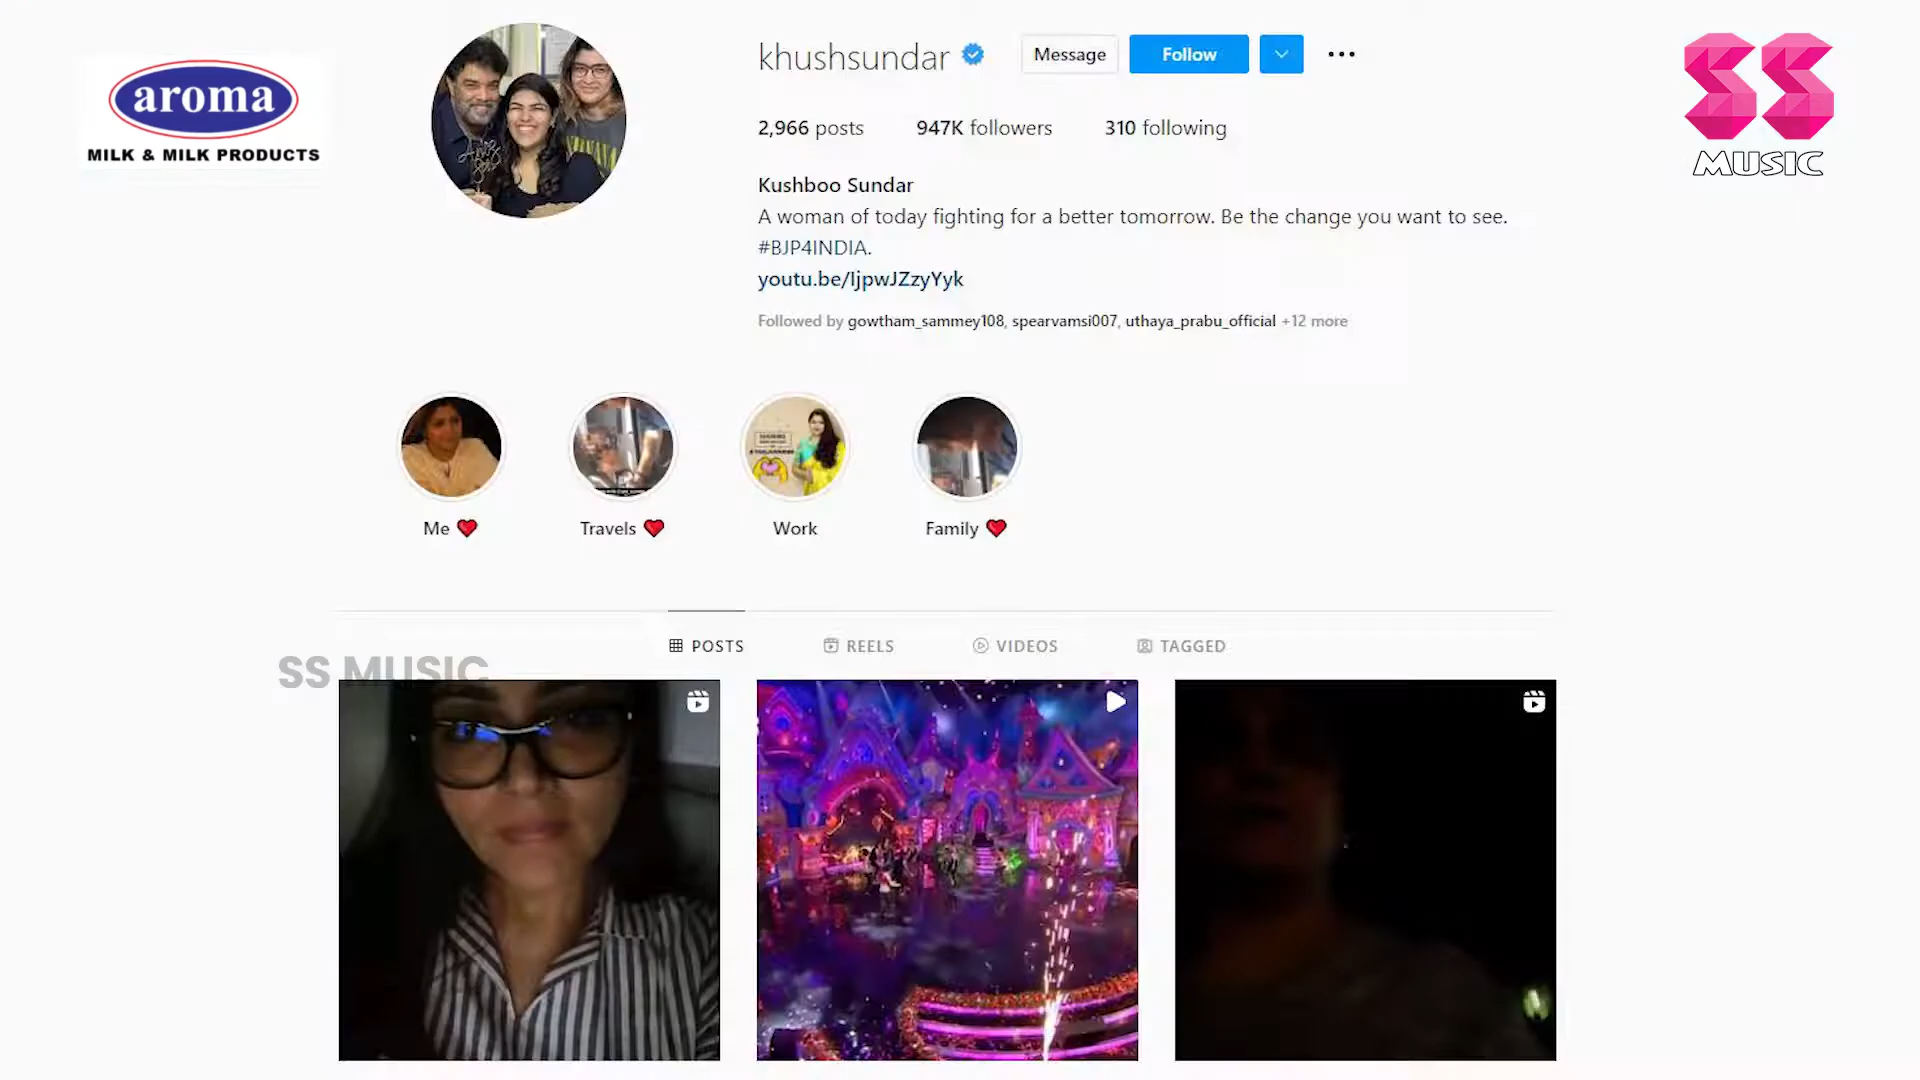 aroma
MILK & MILK PRODUCTS
khushsundar
Message
Follow
SS
MUSIC
2,966 posts
947K followers
310 following
Kushboo Sundar
A woman of today fighting for a better tomorrow. Be the change you want to see.
#BJP4INDIA.
youtu.be/IjpwJZzyYyk
Followed by gowtham_sammey108, spearvamsi007, uthaya_prabu_official +12 more
Me ❤
Travels ❤
Work
Family ❤
POSTS
REELS
VIDEOS
TAGGED
SS MUSIC